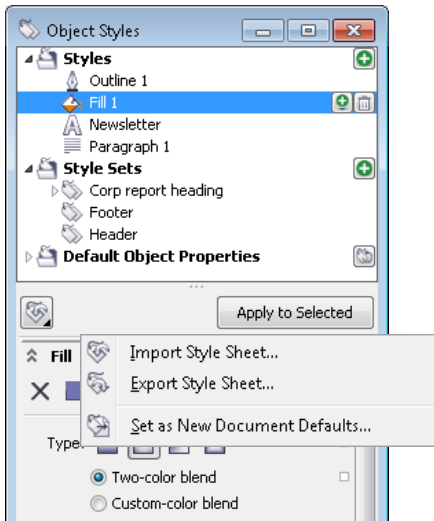 Object Styles
Styles
Outline 1
Fill 1
Newsletter
Paragraph 1
Style Sets
Corp report heading
Footer
Header
Default Object Properties
Apply to Selected
Fill
Import Style Sheet...
Export Style Sheet...
Set as New Document Defaults...
Type:
Two-color blend
Custom-color blend